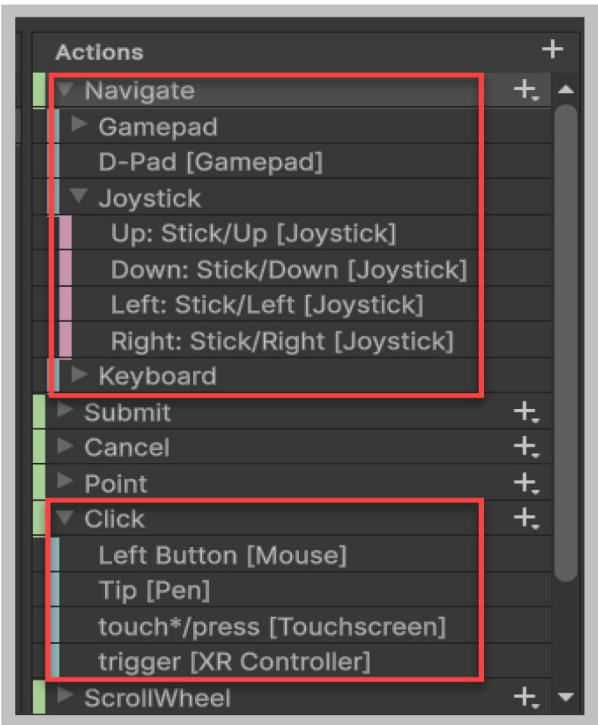 Actions
Navigate
Gamepad
D-Pad [Gamepad]
Joystick
Up: Stick/Up [Joystick]
Down: Stick/Down [Joystick]
Left: Stick/Left [Joystick]
Right: Stick/Right [Joystick]
Keyboard
Submit
Cancel
Point
Click
Left Button [Mouse]
Tip [Pen]
touch*/press [Touchscreen]
trigger [XR Controller]
ScrollWheel